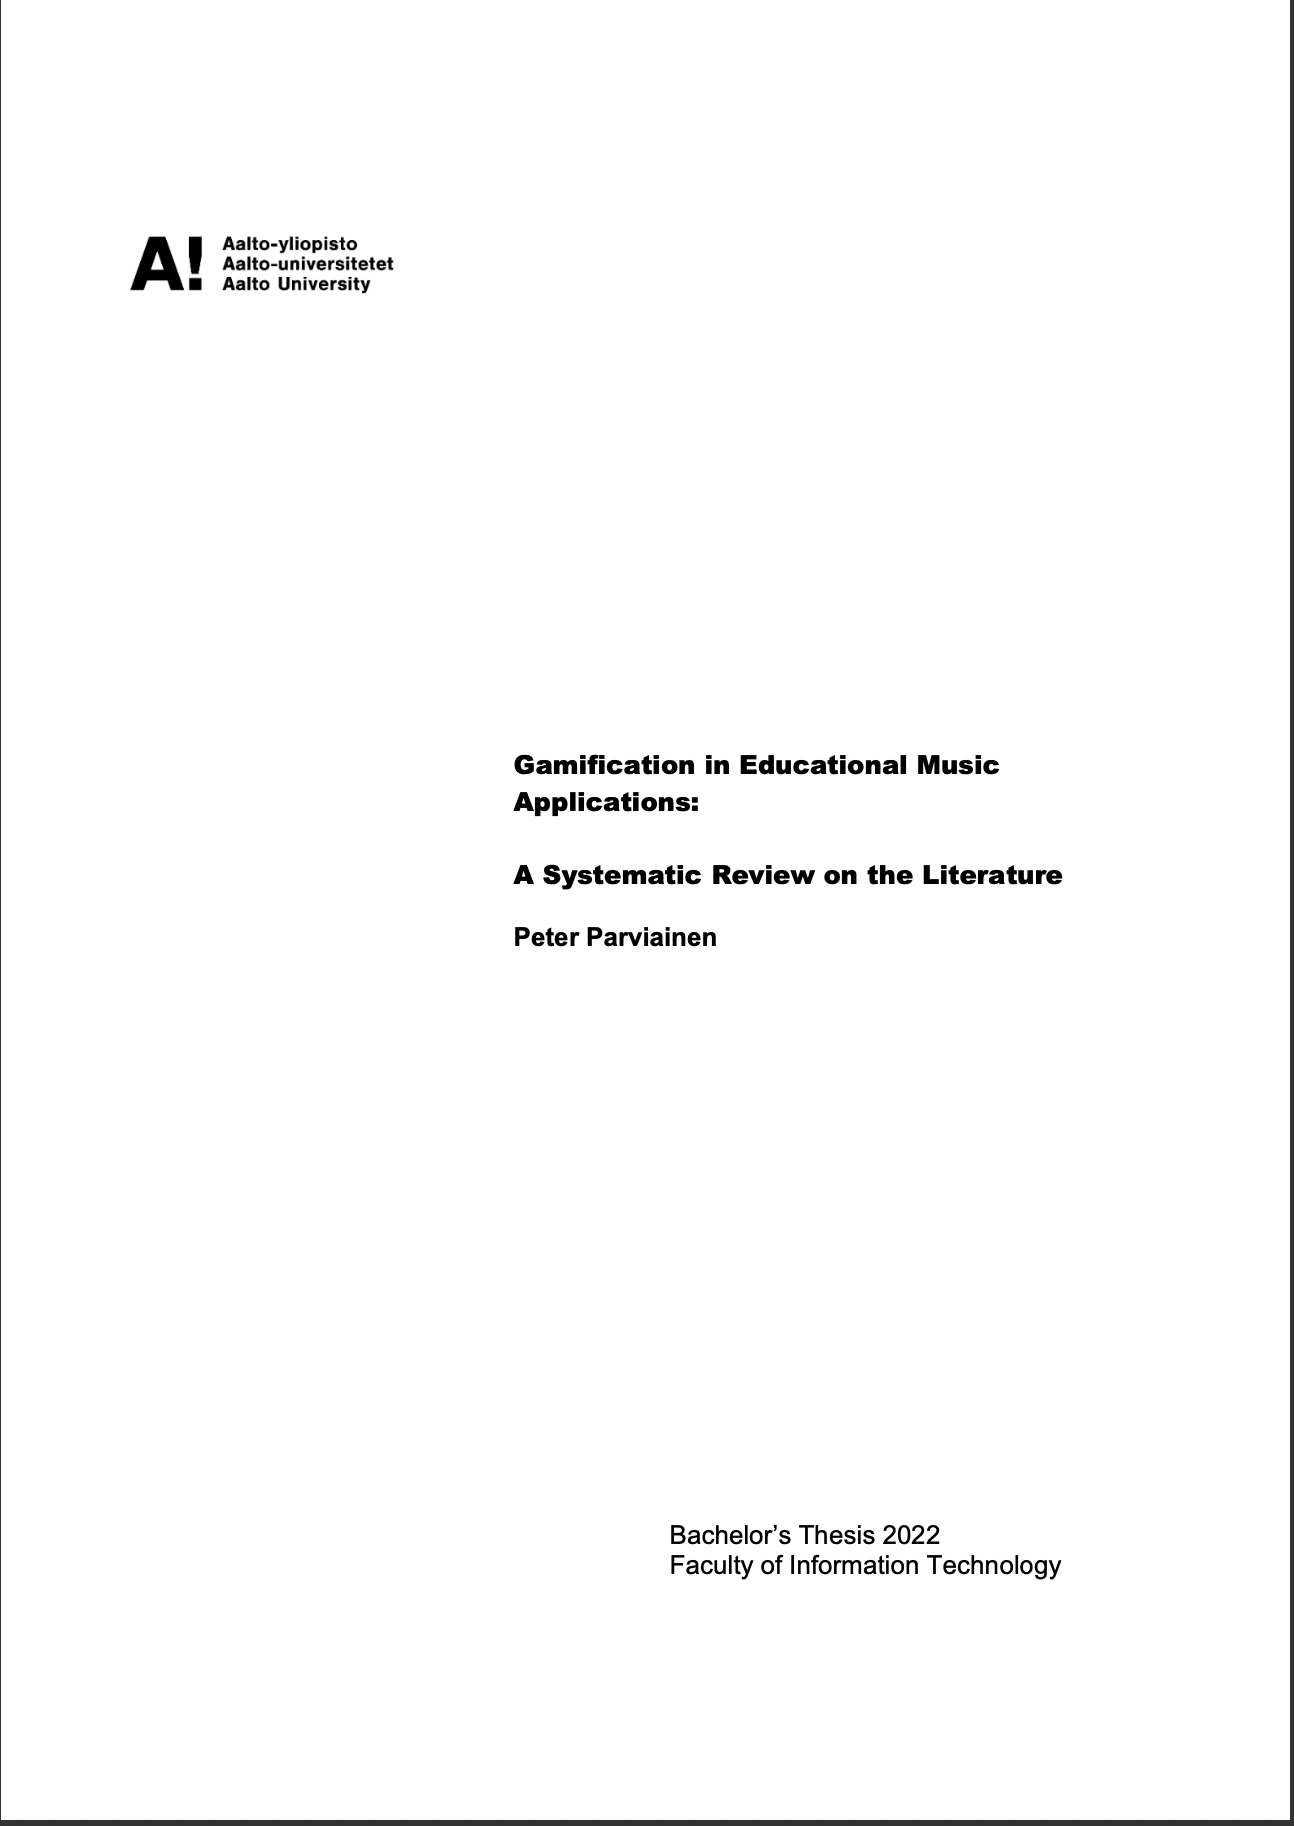 A! Aalto-yliopisto
Aalto-universitetet
Aalto University
Gamification in Educational Music
Applications:
A Systematic Review on the Literature
Peter Parviainen
Bachelor’s Thesis 2022
Faculty of Information Technology